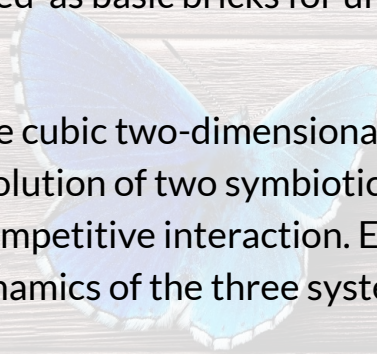 ed as basic bricks for
e cubic two-dimensiona
olution of two symbiotic
mpetitive interaction. E
namics of the three syste